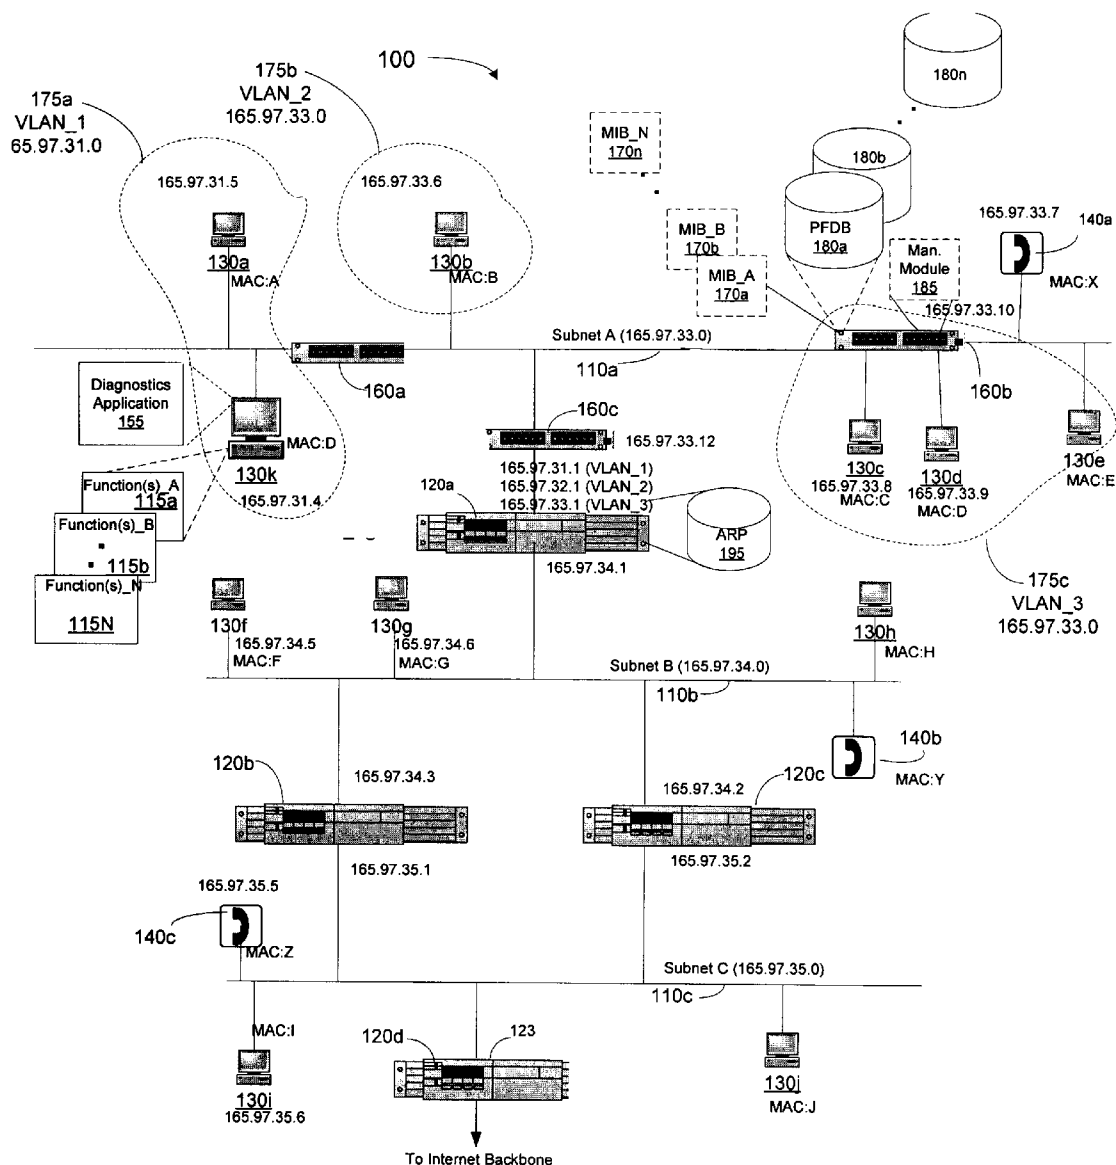 100
180n
175a
VLAN_1
65.97.31.0
175b
VLAN_2
165.97.33.0
MIB_N
170n
180b
165.97.31.5
165.97.33.6
MIB_B
170b
PFDB
180a
165.97.33.7
140a
130a
MAC:A
130b
MAC:B
MIB_A
170a
Man.
Module
185
MAC:X
165.97.33.10
Subnet A (165.97.33.0)
110a
160a
160b
Diagnostics
Application
155
160c
165.97.33.12
MAC:D
130k
165.97.31.4
165.97.31.1 (VLAN_1)
165.97.32.1 (VLAN_2)
165.97.33.1 (VLAN_3)
130c
165.97.33.8
MAC:C
130d
165.97.33.9
MAC:D
130e
MAC:E
Function(s)_A
115a
Function(s)_B
115b
Function(s)_N
115N
120a
ARP
195
165.97.34.1
175c
VLAN_3
165.97.33.0
130f
165.97.34.5
MAC:F
130g
165.97.34.6
MAC:G
130h
MAC:H
Subnet B (165.97.34.0)
110b
140b
MAC:Y
120b
165.97.34.3
165.97.34.2
120c
165.97.35.1
165.97.35.2
165.97.35.5
140c
MAC:Z
Subnet C (165.97.35.0)
110c
MAC:I
130i
165.97.35.6
120d
123
130j
MAC:J
To Internet Backbone